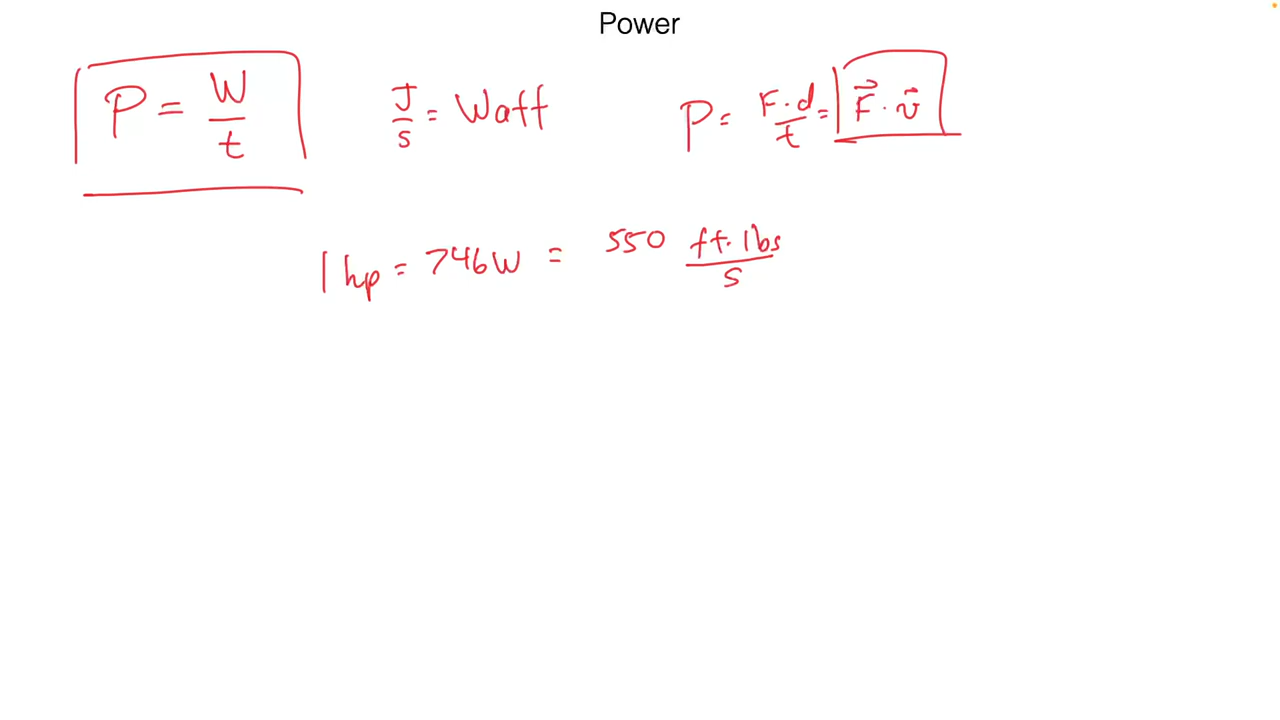 Power
P = W/t
J/s = Watt
P = F·d/t = F⃗·v⃗
1 hp = 746W = 550 ft·lbs/s